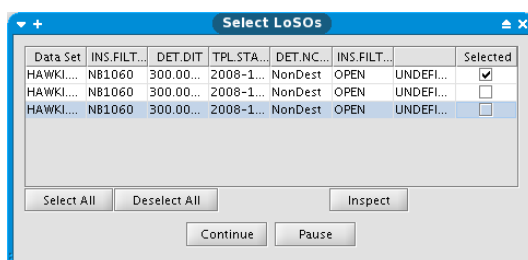 Select LoSOs
Data Set INS.FILT... DET.DIT TPL.STA... DET.NC... INS.FILT... Selected
HAWKI.... NB1060 300.00... 2008-1... NonDest OPEN UNDEFI...
HAWKI.... NB1060 300.00... 2008-1... NonDest OPEN UNDEFI...
HAWKI.... NB1060 300.00... 2008-1... NonDest OPEN UNDEFI...
Select All Deselect All Inspect
Continue Pause